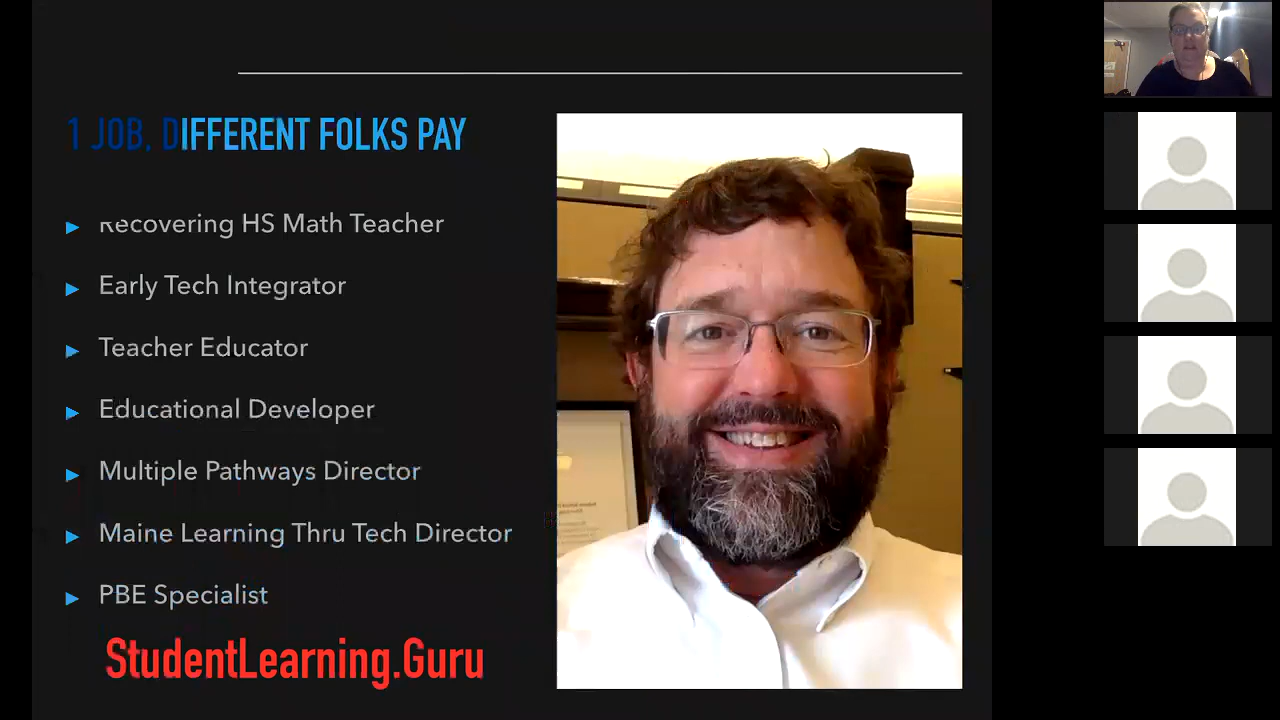 1 JOB, DIFFERENT FOLKS PAY
Recovering HS Math Teacher
Early Tech Integrator
Teacher Educator
Educational Developer
Multiple Pathways Director
Maine Learning Thru Tech Director
PBE Specialist
StudentLearning.Guru